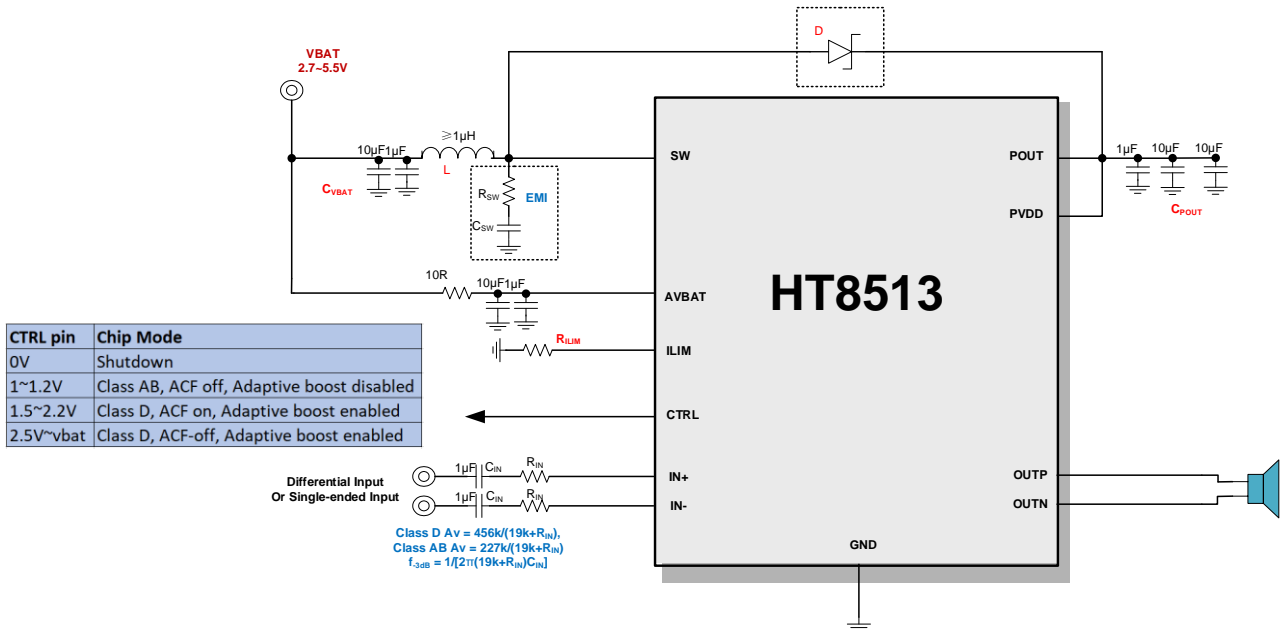 D
VBAT
2.7~5.5V
≥1μH
10μF 1μF
L
C_VBAT
R_SW
EMI
C_SW
SW
POUT
1μF 10μF 10μF
C_POUT
PVDD
HT8513
10R
10μF 1μF
AVBAT
R_ILIM
ILIM
CTRL pin Chip Mode
0V Shutdown
1~1.2V Class AB, ACF off, Adaptive boost disabled
1.5~2.2V Class D, ACF on, Adaptive boost enabled
2.5V~vbat Class D, ACF-off, Adaptive boost enabled
CTRL
Differential Input
Or Single-ended Input
1μF C_IN R_IN
IN+
1μF C_IN R_IN
IN-
OUTP
OUTN
Class D Av = 456k/(19k+R_IN),
Class AB Av = 227k/(19k+R_IN)
f_-3dB = 1/[2π(19k+R_IN)C_IN]
GND